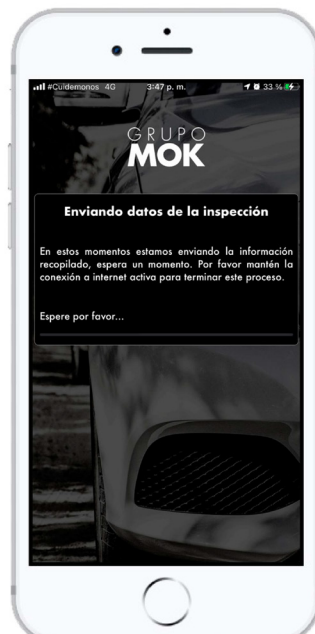 #Cuidemonos 4G 3:47 p. m. 33 %
GRUPO
MOK
Enviando datos de la inspección
En estos momentos estamos enviando la información
recopilado, espera un momento. Por favor mantén la
conexión a internet activa para terminar este proceso.
Espere por favor...